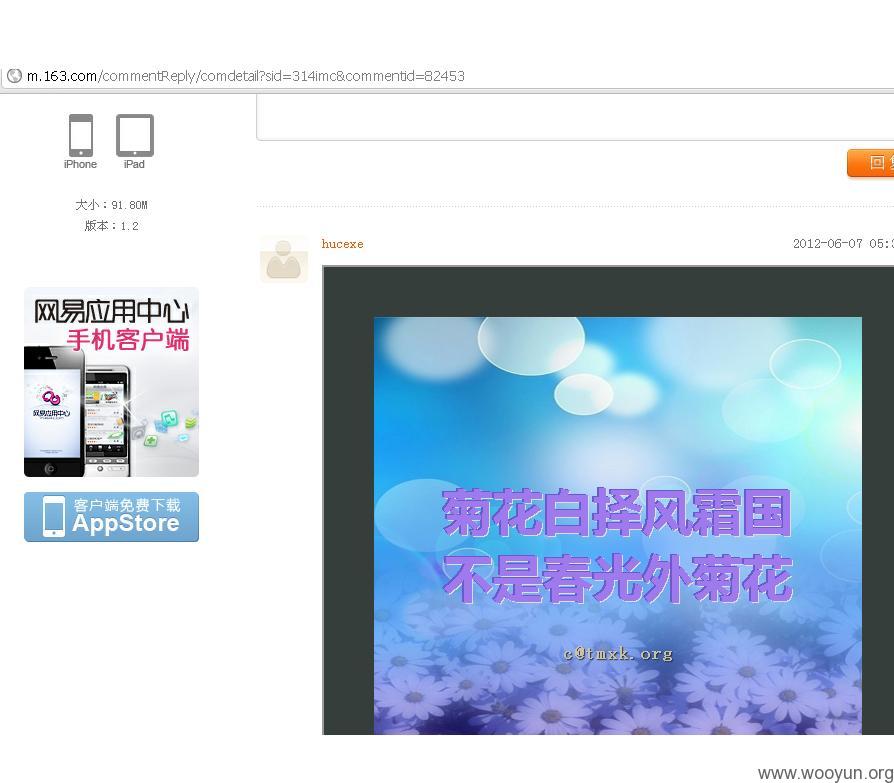 m.163.com/commentReply/comdetail?sid=314imc&commentid=82453
iPhone iPad
大小：91.80M
版本：1.2
网易应用中心
手机客户端
网易应用中心
客户端免费下载
AppStore
回
hucexe
2012-06-07 05:
菊花白择风霜国
不是春光外菊花
c@tmxk.org
www.wooyun.org